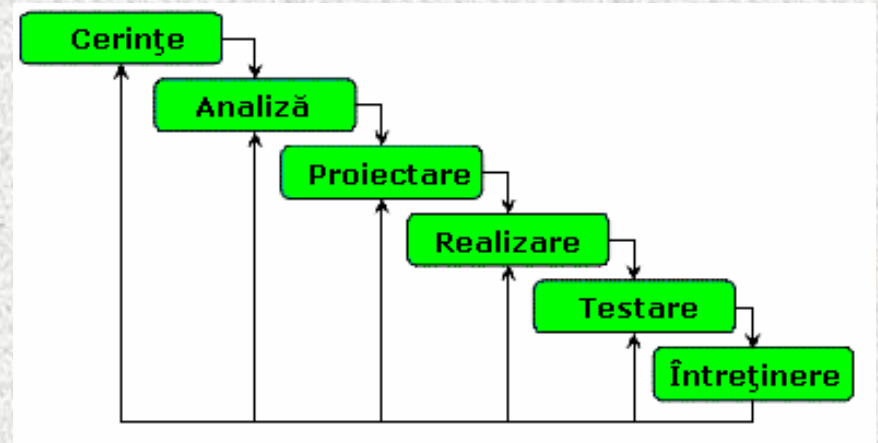 Cerinţe
Analiză
Proiectare
Realizare
Testare
Întreţinere